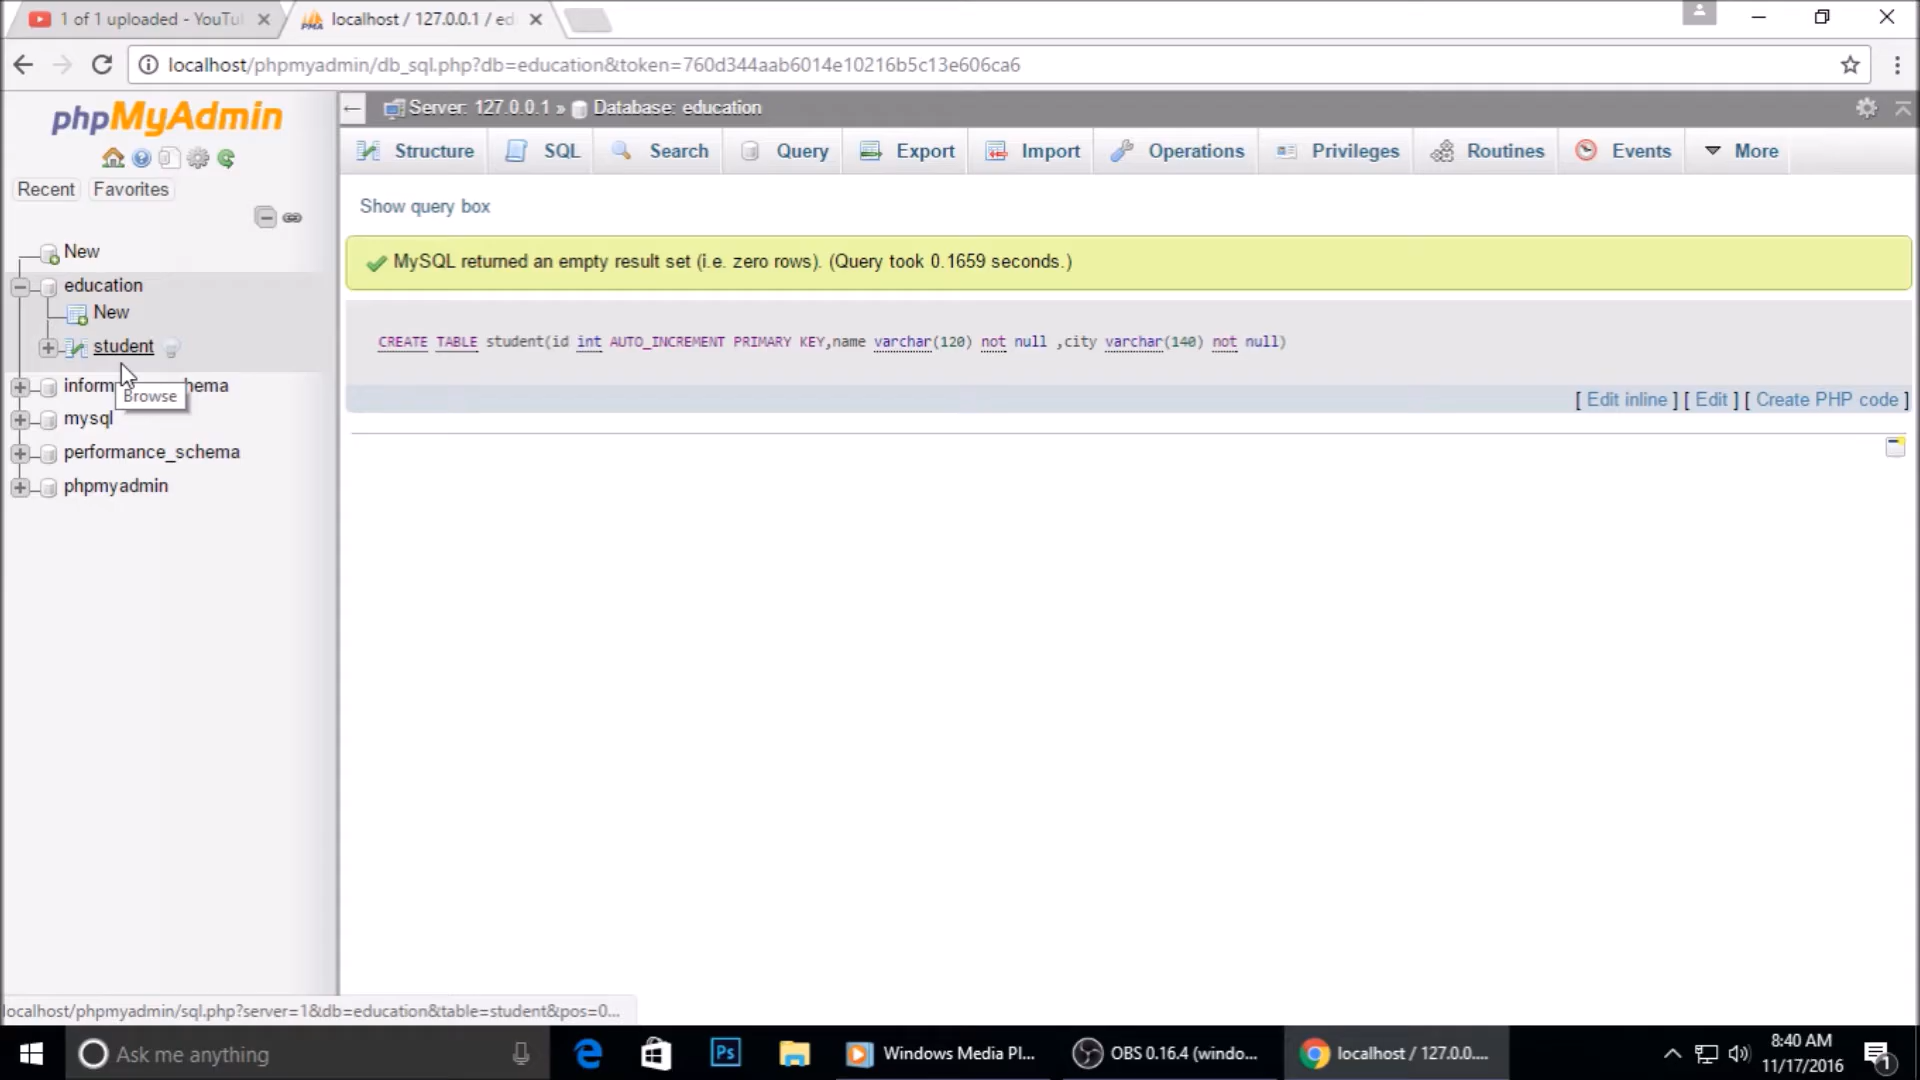 1 of 1 uploaded - YouTu
localhost / 127.0.0.1 / ed
localhost/phpmyadmin/db_sql.php?db=education&token=760d344aab6014e10216b5c13e606ca6
phpMyAdmin
Recent Favorites
New
education
New
student
Browse
mysql
performance_schema
phpmyadmin
Server: 127.0.0.1 » Database: education
Structure SQL Search Query Export Import Operations Privileges Routines Events More
Show query box
MySQL returned an empty result set (i.e. zero rows). (Query took 0.1659 seconds.)
CREATE TABLE student(id int AUTO_INCREMENT PRIMARY KEY,name varchar(120) not null ,city varchar(140) not null)
[ Edit inline ] [ Edit ] [ Create PHP code ]
localhost/phpmyadmin/sql.php?server=1&db=education&table=student&pos=0...
Ask me anything
Ps
Windows Media Pl...
OBS 0.16.4 (windo...
localhost / 127.0.0....
8:40 AM
11/17/2016
1